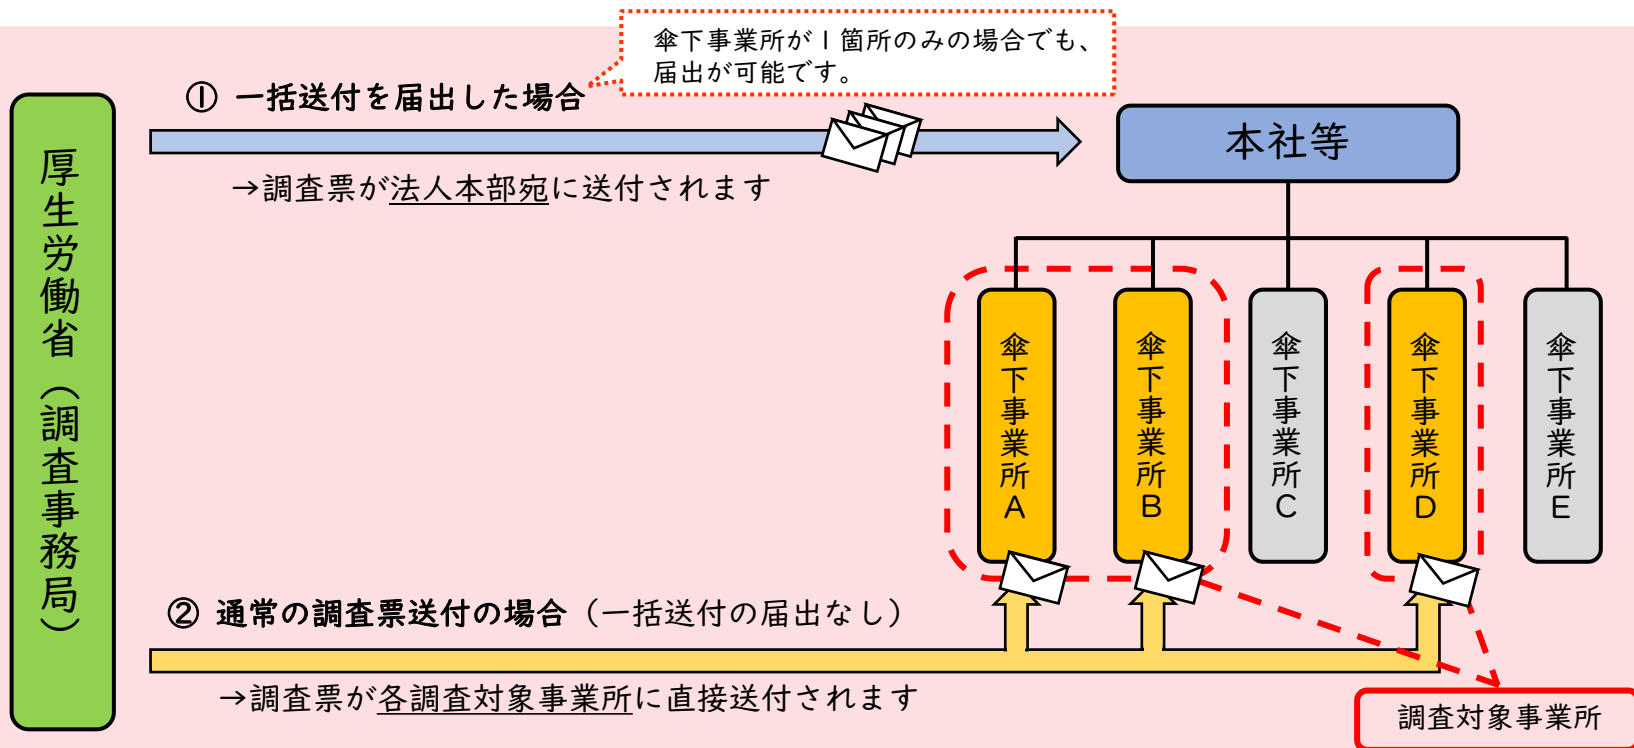 傘下事業所が1箇所のみの場合でも、
届出が可能です。
① 一括送付を届出した場合
本社等
→調査票が法人本部宛に送付されます
厚生労働省（調査事務局）
傘下事業所A
傘下事業所B
傘下事業所C
傘下事業所D
傘下事業所E
② 通常の調査票送付の場合（一括送付の届出なし）
→調査票が各調査対象事業所に直接送付されます
調査対象事業所